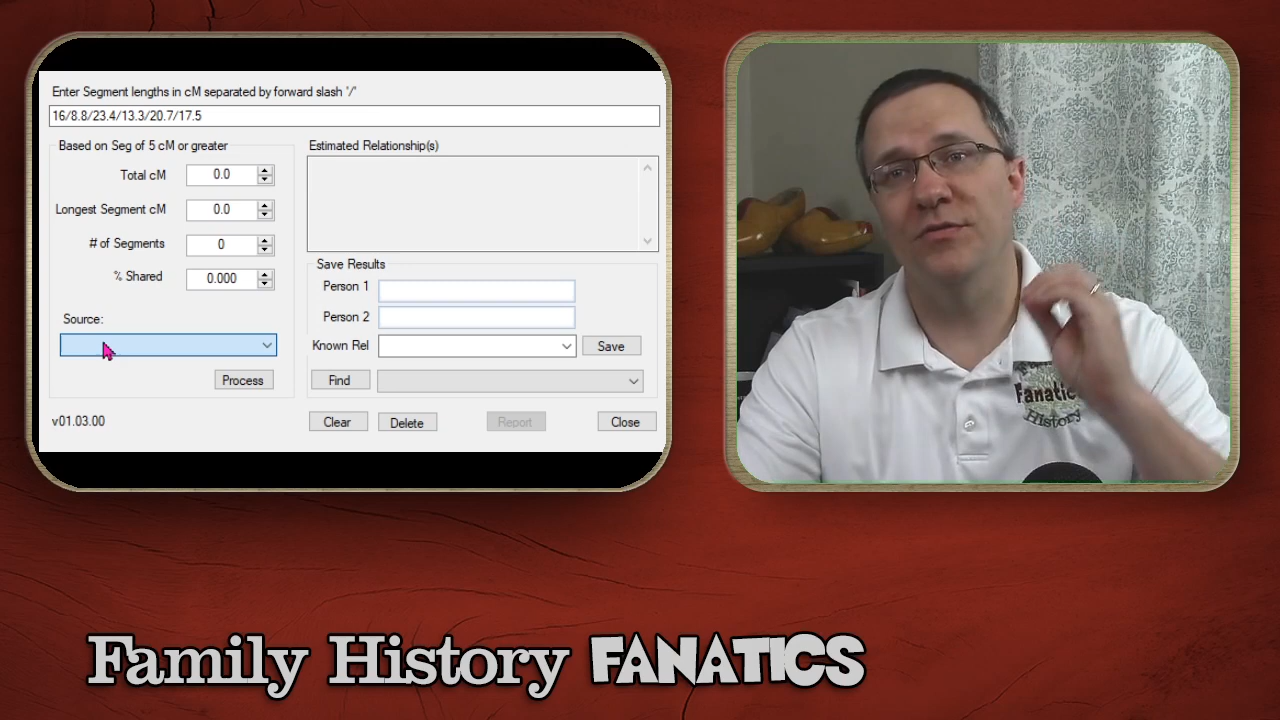 Enter Segment lengths in cM separated by forward slash '/'
16/8.8/23.4/13.3/20.7/17.5
Based on Seg of 5 cM or greater
Total cM 0.0
Longest Segment cM 0.0
# of Segments 0
% Shared 0.000
Source:
Process
v01.03.00
Estimated Relationship(s)
Save Results
Person 1
Person 2
Known Rel
Save
Find
Clear Delete Report Close
Fanatic
History
Family History FANATICS